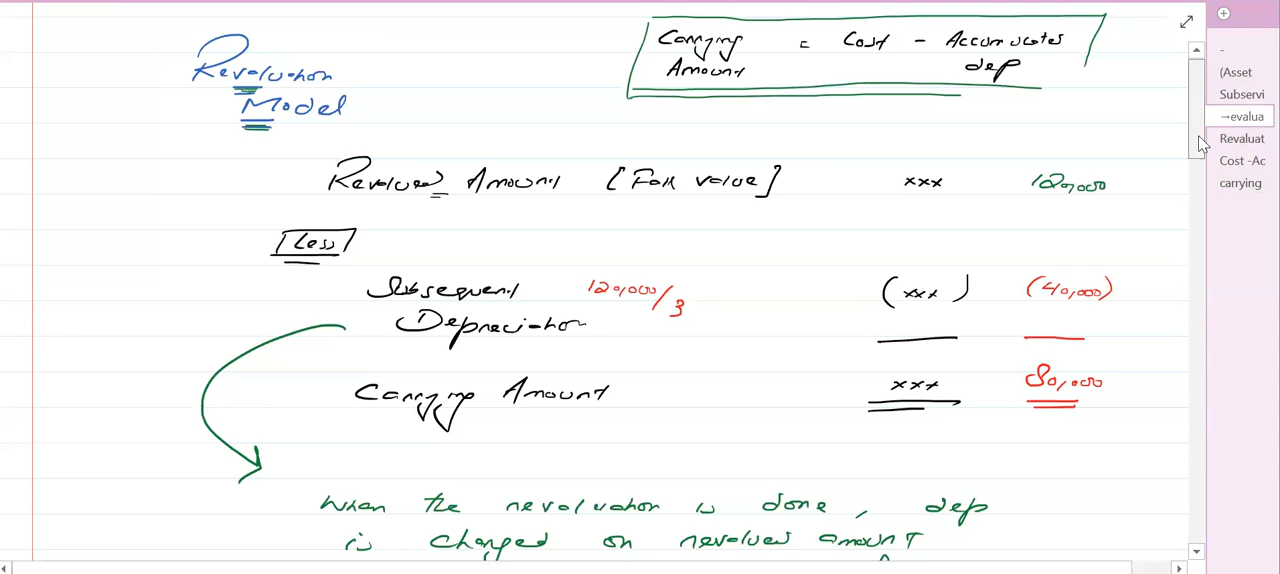 Carrying = Cost - Accumulated
Amount dep
Revaluation
Model
Revalued Amount [Fair value] xxx 120,000
Less
Subsequent 120,000/3 (xxx) (40,000)
Depreciation
Carrying Amount xxx 80,000
When the revaluation is done, dep
is charged on revalued amount
-
(Asset
Subservi
→evalua
Revaluat
Cost -Ac
carrying